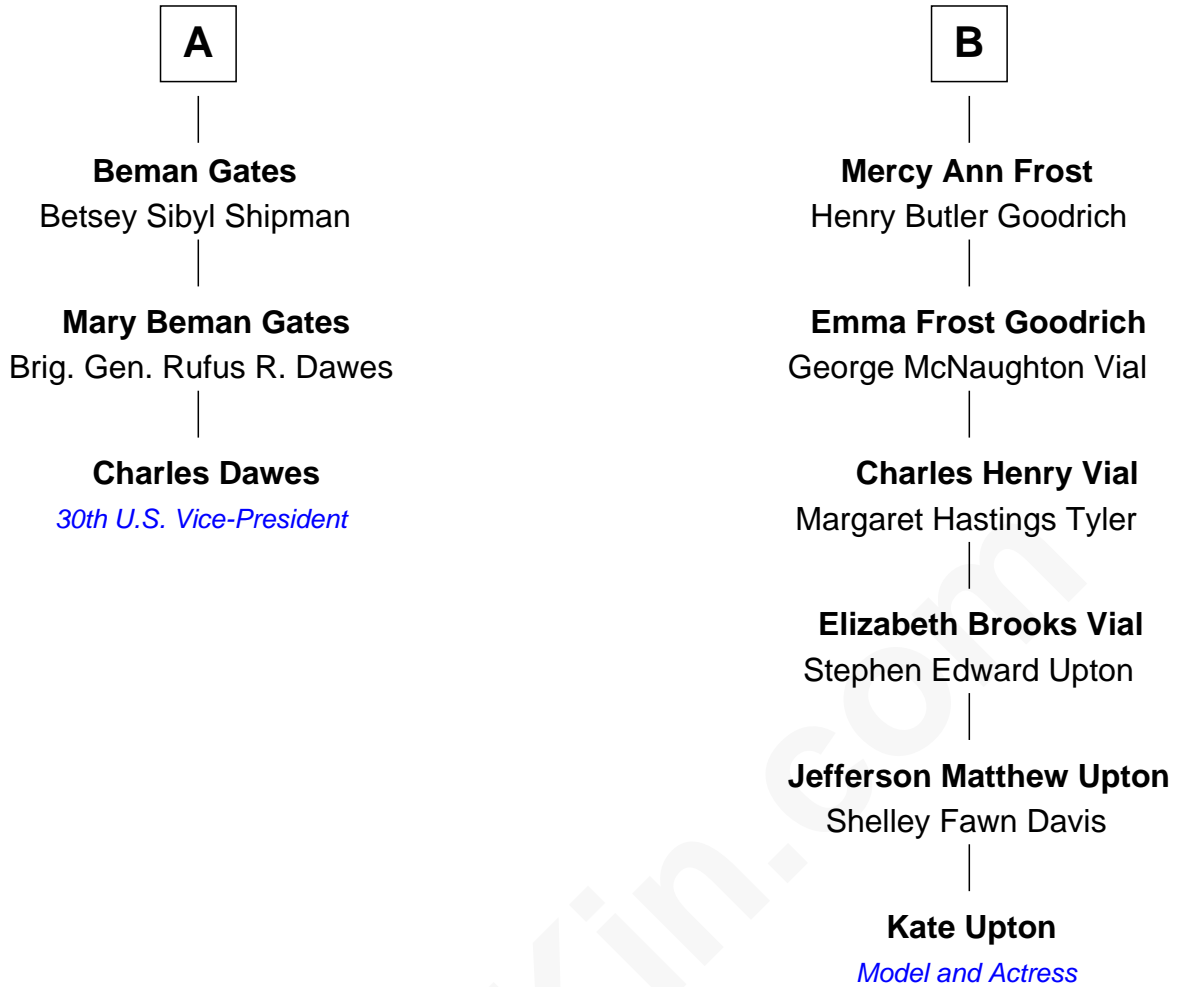 A
Beman Gates
Betsey Sibyl Shipman
Mary Beman Gates
Brig. Gen. Rufus R. Dawes
Charles Dawes
30th U.S. Vice-President
B
Mercy Ann Frost
Henry Butler Goodrich
Emma Frost Goodrich
George McNaughton Vial
Charles Henry Vial
Margaret Hastings Tyler
Elizabeth Brooks Vial
Stephen Edward Upton
Jefferson Matthew Upton
Shelley Fawn Davis
Kate Upton
Model and Actress
Kin.com